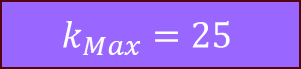 k_{Max} = 25